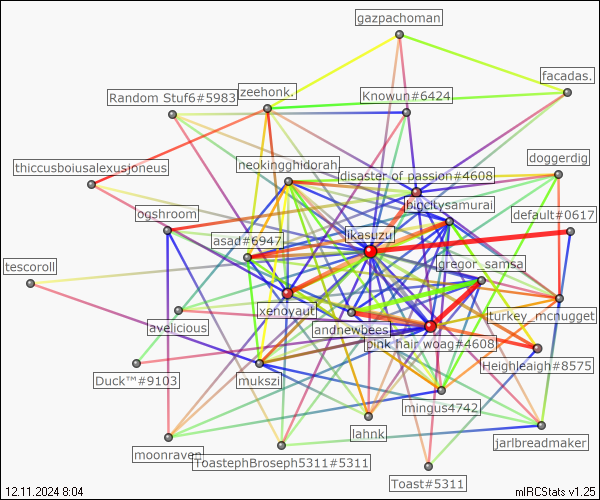 gazpachoman
facadas.
zeehonk.
Knowun#6424
Random Stuf6#5983
neokingghidorah
doggerdig
thiccusboiusalexusjoneus
disaster of passion#4608
bigcitysamurai
ogshroom
default#0617
ikasuzu
asad#6947
gregor_samsa
tescoroll
xenoyaut
turkey_mcnugget
avelicious
andnewbees
pink hair woag#4608
Heighleaigh#8575
Duck™#9103
mukszi
mingus4742
lahnk
jarlbreadmaker
moonraven
ToastephBroseph5311#5311
Toast#5311
12.11.2024 8:04
mIRCStats v1.25